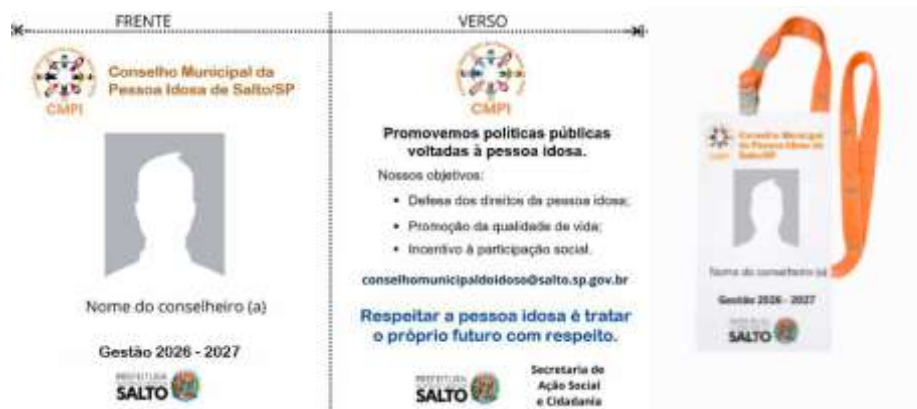 FRENTE
CMPI
Conselho Municipal da
Pessoa Idosa de Salto/SP
Nome do conselheiro (a)
Gestão 2026 - 2027
PREFEITURA
SALTO
VERSO
CMPI
Promovemos políticas públicas
voltadas à pessoa idosa.
Nossos objetivos:
• Defesa dos direitos da pessoa idosa;
• Promoção da qualidade de vida;
• Incentivo à participação social.
conselhomunicipaldoidoso@salto.sp.gov.br
Respeitar a pessoa idosa é tratar
o próprio futuro com respeito.
PREFEITURA
SALTO
Secretaria de
Ação Social
e Cidadania
Conselho Municipal
da Pessoa Idosa de
Salto/SP
Nome do conselheiro (a)
Gestão 2026 - 2027
SALTO